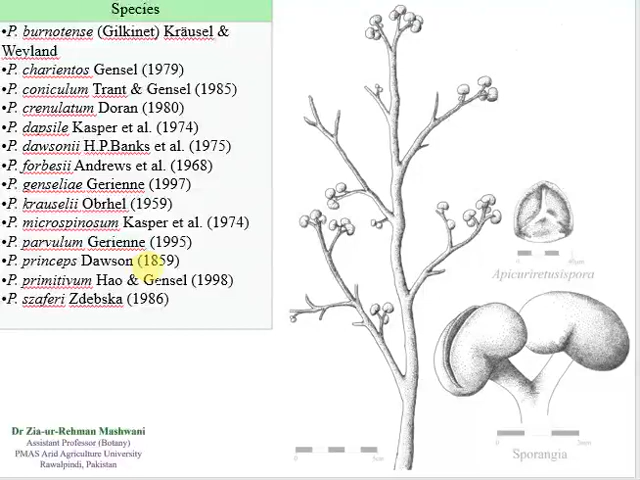 Species
•P. burnotense (Gilkinet) Kräusel &
Weyland
•P. charientos Gensel (1979)
•P. coniculum Trant & Gensel (1985)
•P. crenulatum Doran (1980)
•P. dapsile Kasper et al. (1974)
•P. dawsonii H.P.Banks et al. (1975)
•P. forbesii Andrews et al. (1968)
•P. genseliae Gerienne (1997)
•P. krauselii Obrhel (1959)
•P. microspinosum Kasper et al. (1974)
•P. parvulum Gerienne (1995)
•P. princeps Dawson (1859)
•P. primitivum Hao & Gensel (1998)
•P. szaferi Zdebska (1986)
Apicuriretusispora
Sporangia
Dr Zia-ur-Rehman Mashwani
Assistant Professor (Botany)
PMAS Arid Agriculture University
Rawalpindi, Pakistan